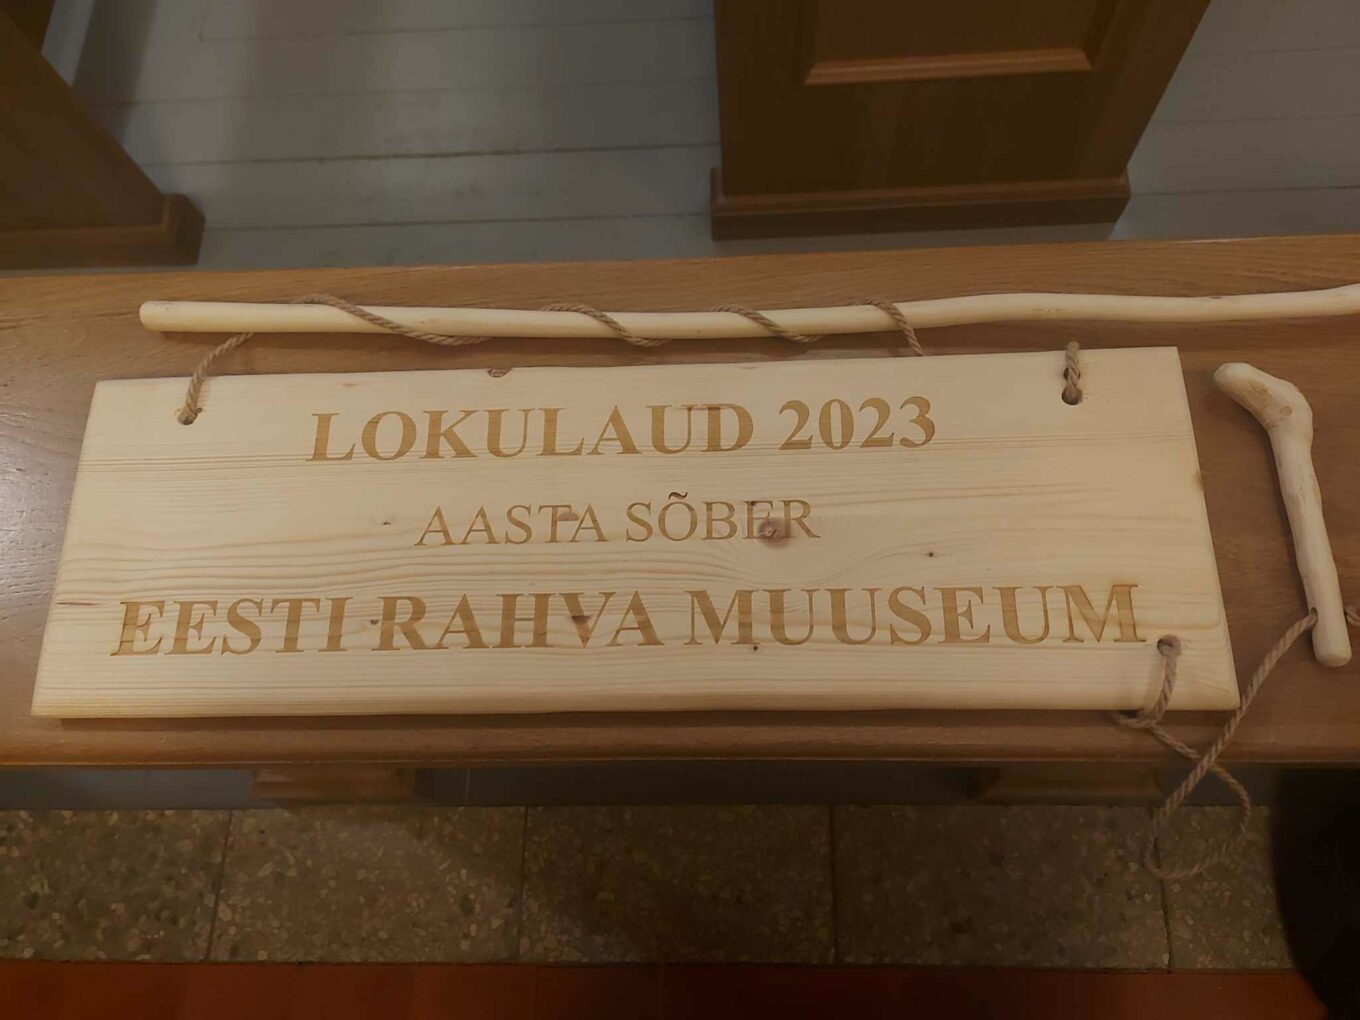 LOKULAUD 2023
AASTA SÕBER
EESTI RAHVA MUUSEUM